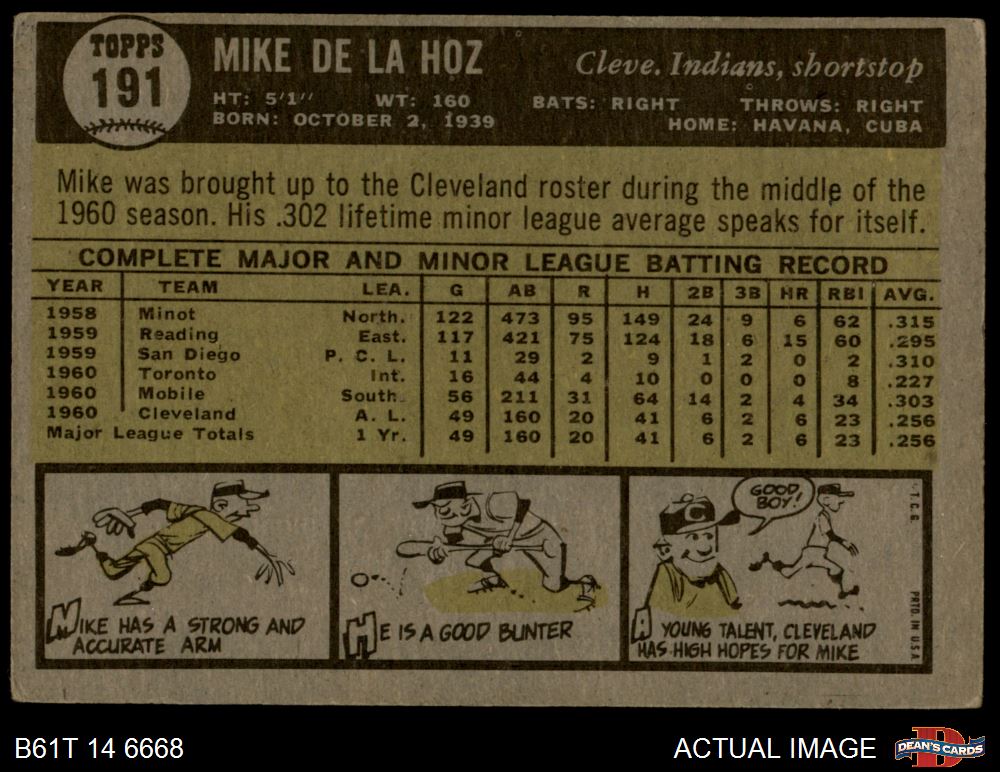 TOPPS
191
MIKE DE LA HOZ
Cleve. Indians, shortstop
HT: 5'1" WT: 160 BATS: RIGHT THROWS: RIGHT
BORN: OCTOBER 2, 1939 HOME: HAVANA, CUBA
Mike was brought up to the Cleveland roster during the middle of the
1960 season. His .302 lifetime minor league average speaks for itself.
COMPLETE MAJOR AND MINOR LEAGUE BATTING RECORD
YEAR TEAM LEA. G AB R H 2B 3B HR RBI AVG.
1958 Minot North. 122 473 95 149 24 9 6 62 .315
1959 Reading East. 117 421 75 124 18 6 15 60 .295
1959 San Diego P. C. L. 11 29 2 9 1 2 0 2 .310
1960 Toronto Int. 16 44 4 10 0 0 0 8 .227
1960 Mobile South. 56 211 31 64 14 2 4 34 .303
1960 Cleveland A. L. 49 160 20 41 6 2 6 23 .256
Major League Totals 1 Yr. 49 160 20 41 6 2 6 23 .256
MIKE HAS A STRONG AND
ACCURATE ARM
HE IS A GOOD BUNTER
C
GOOD
BOY!
A YOUNG TALENT, CLEVELAND
HAS HIGH HOPES FOR MIKE
T.C.G.
PRTD IN U.S.A.
B61T 14 6668
ACTUAL IMAGE
D
DEAN'S CARDS